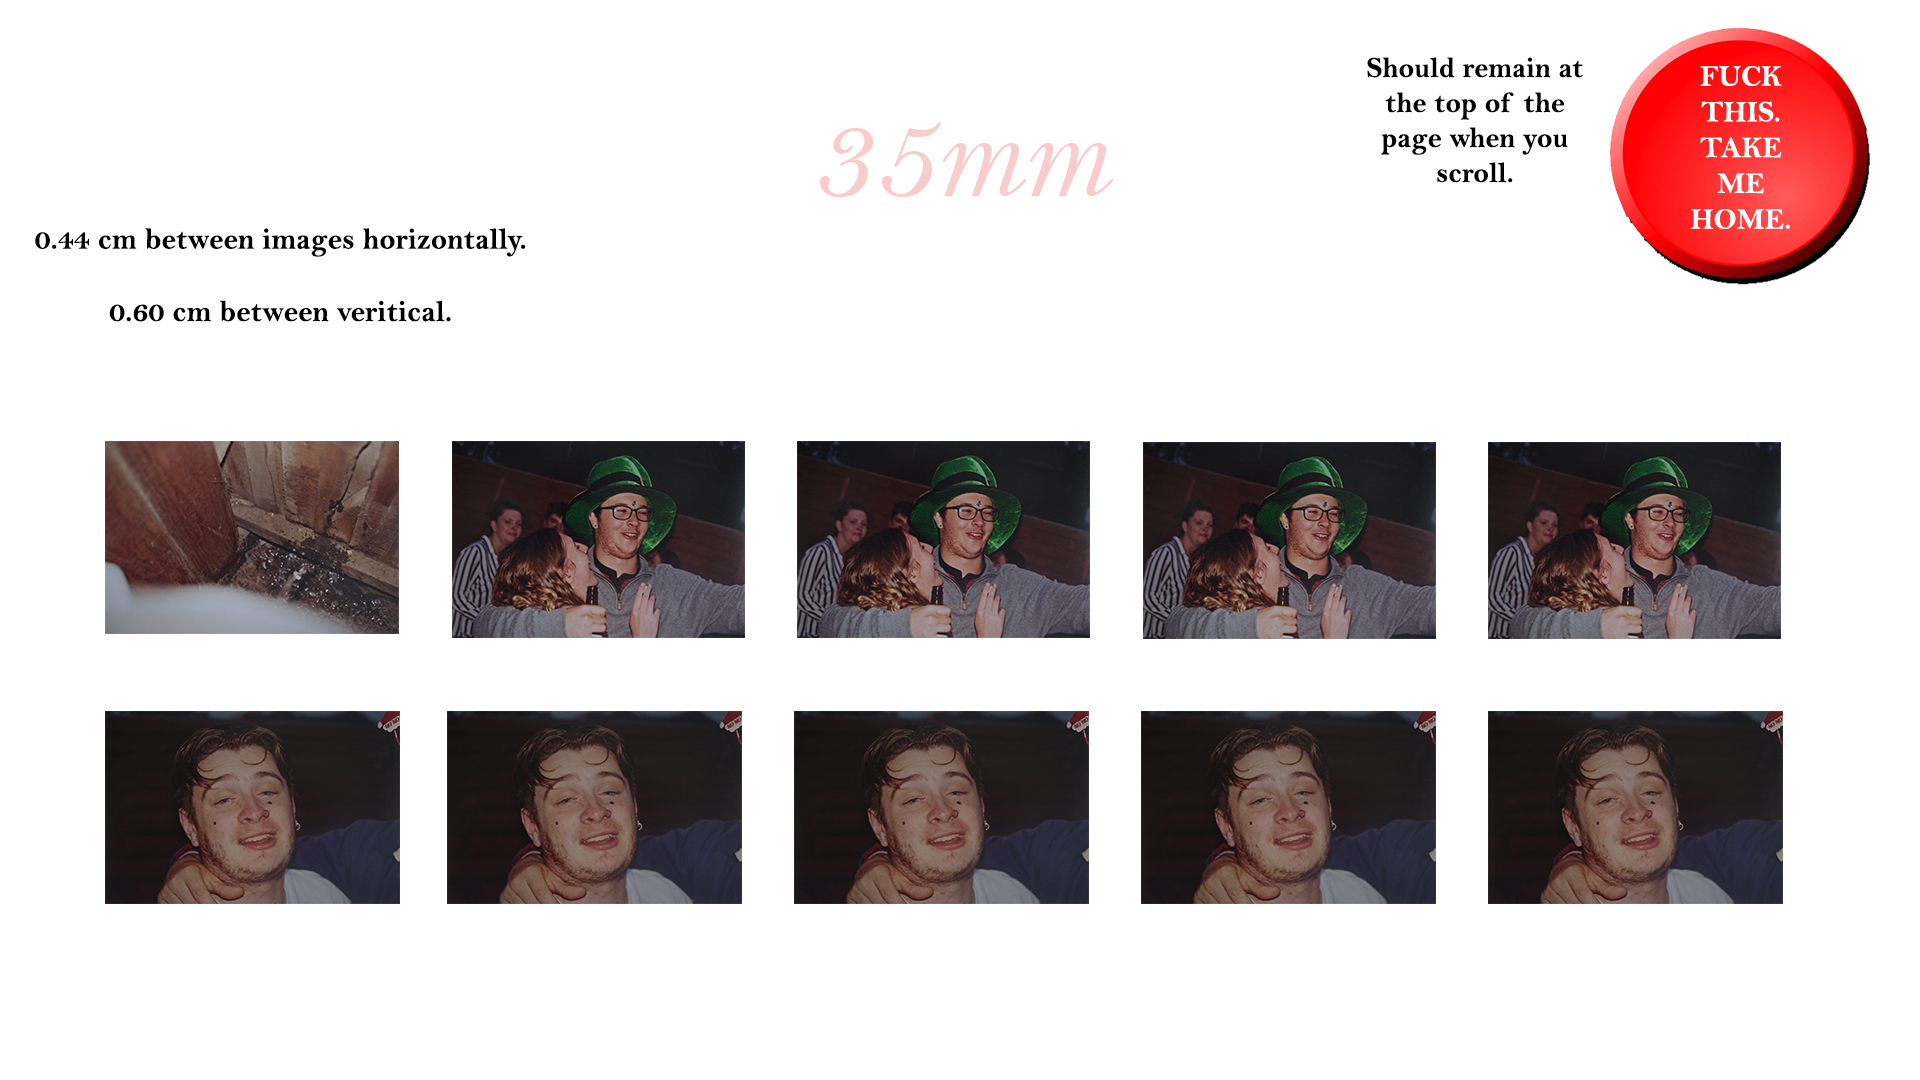 Should remain at
the top of the
page when you
scroll.
FUCK
THIS.
TAKE
ME
HOME.
35mm
0.44 cm between images horizontally.
0.60 cm between veritical.